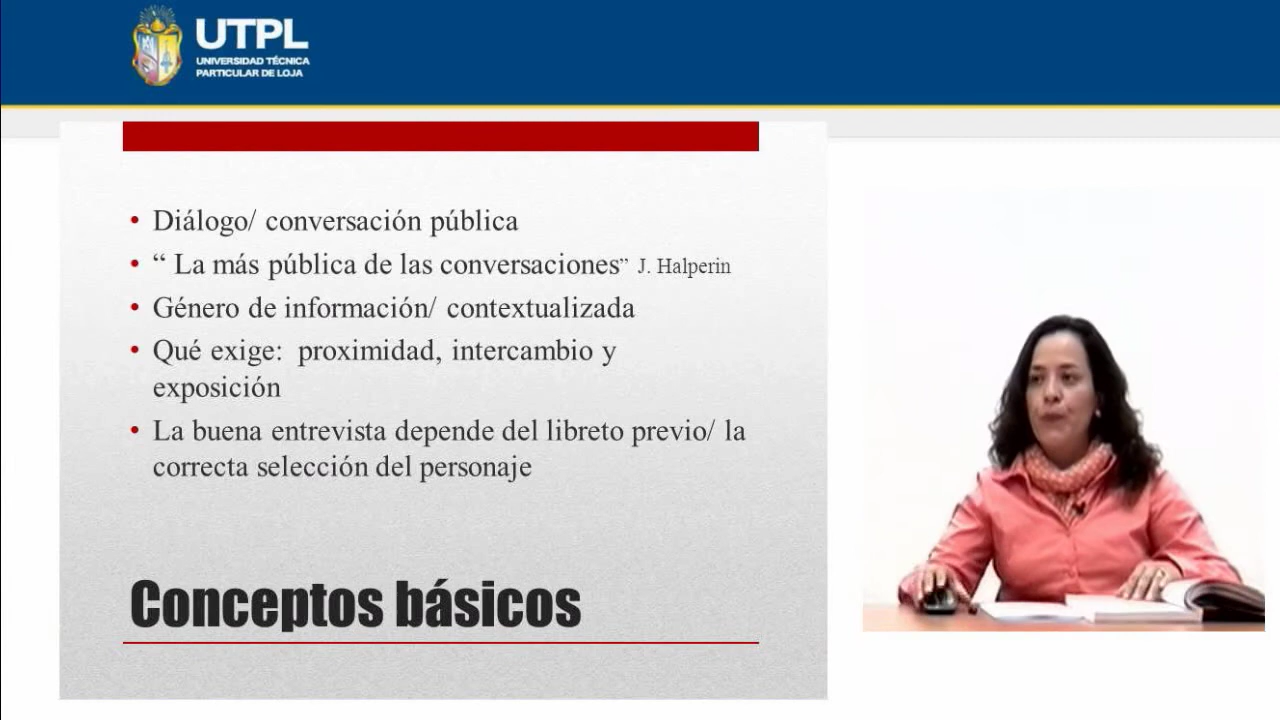 UTPL
UNIVERSIDAD TÉCNICA
PARTICULAR DE LOJA
• Diálogo/ conversación pública
• “ La más pública de las conversaciones” J. Halperin
• Género de información/ contextualizada
• Qué exige:  proximidad, intercambio y
exposición
• La buena entrevista depende del libreto previo/ la
correcta selección del personaje
Conceptos básicos